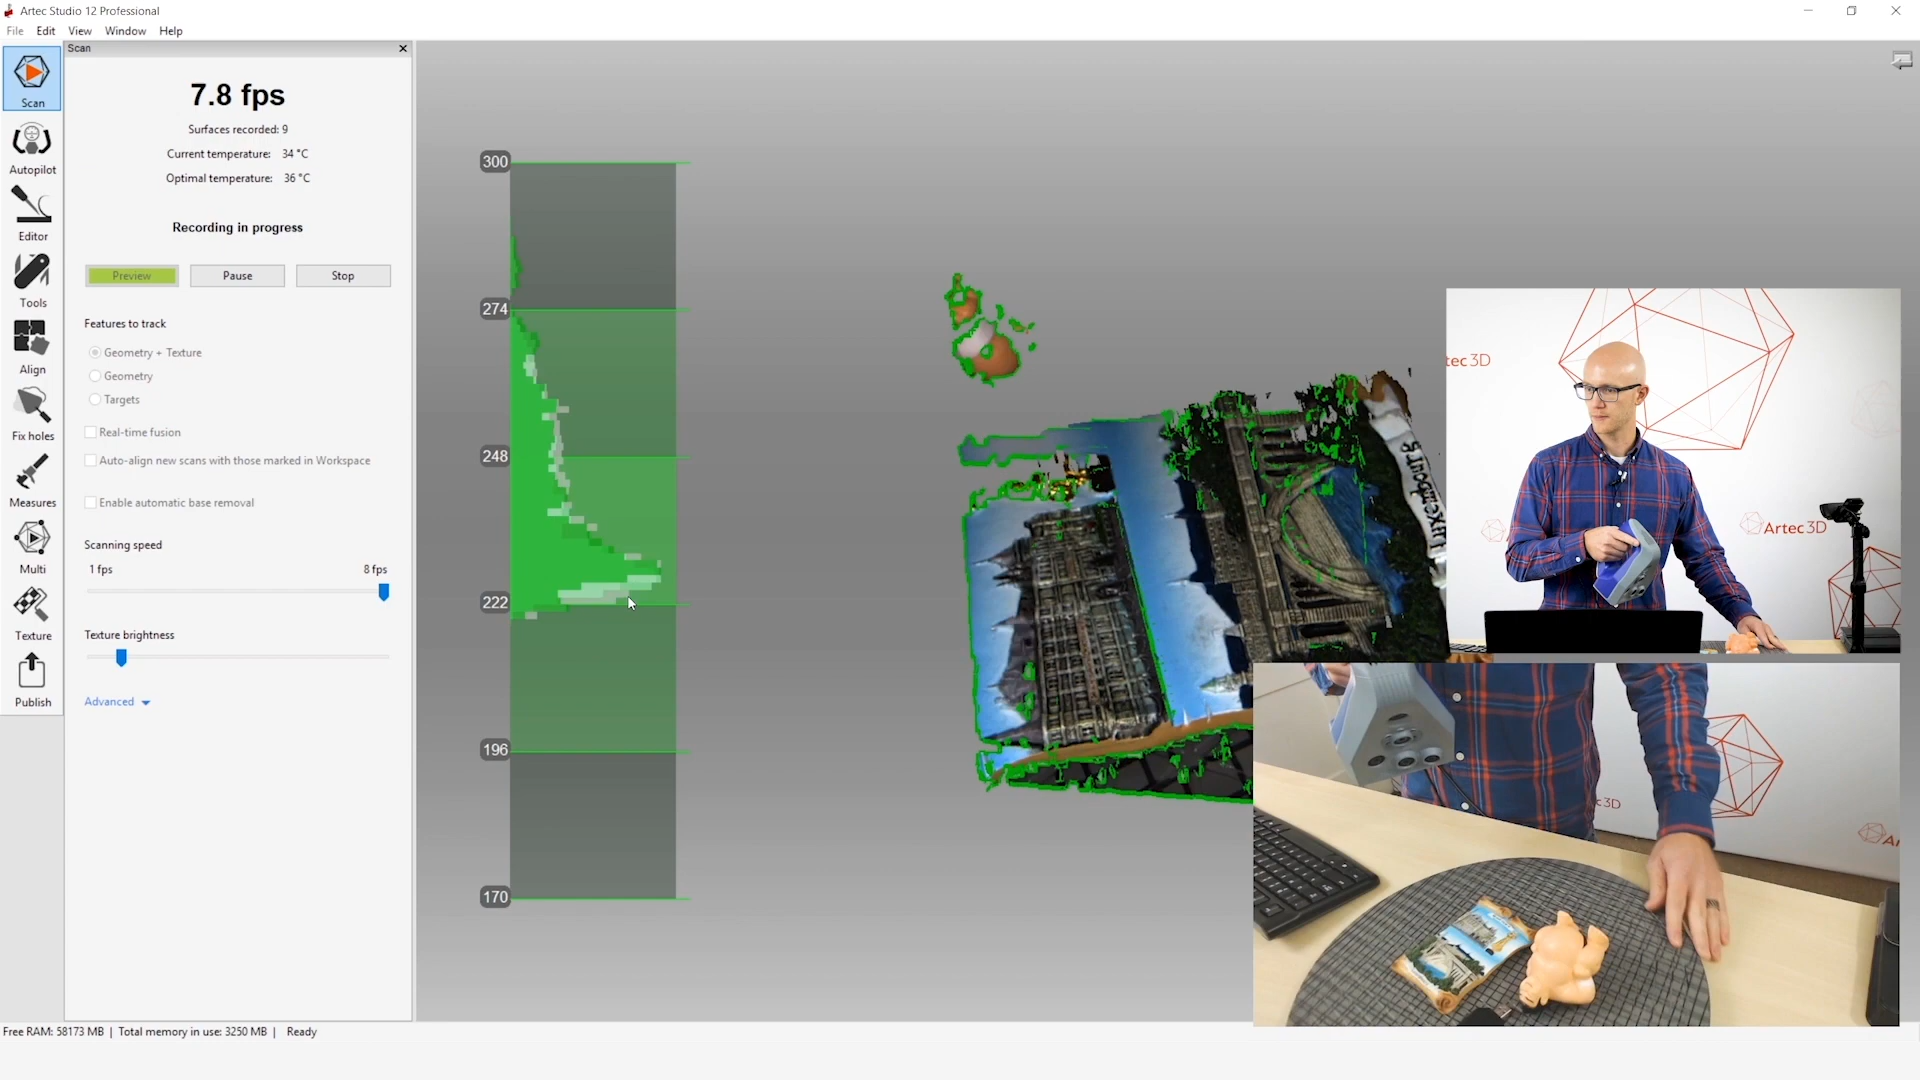 Artec Studio 12 Professional
File Edit View Window Help
Scan
Scan
Autopilot
Editor
Tools
Align
Fix holes
Measures
Multi
Texture
Publish
7.8 fps
Surfaces recorded: 9
Current temperature: 34 °C
Optimal temperature: 36 °C
Recording in progress
Preview Pause Stop
Features to track
Geometry + Texture
Geometry
Targets
Real-time fusion
Auto-align new scans with those marked in Workspace
Enable automatic base removal
Scanning speed
1 fps 8 fps
Texture brightness
Advanced
300
274
248
222
196
170
tec 3D
Artec 3D
c3D
Free RAM: 58173 MB | Total memory in use: 3250 MB | Ready